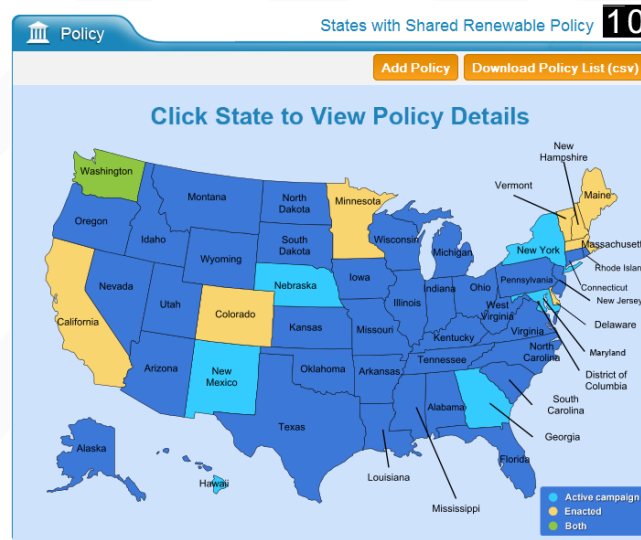 Policy
States with Shared Renewable Policy 10
Add Policy
Download Policy List (csv)
Click State to View Policy Details
New
Hampshire
Washington
Vermont
Maine
Montana
North
Dakota
Minnesota
Oregon
Idaho
Wisconsin
Michigan
New York
Massachusett
South
Dakota
Wyoming
Rhode Islan
Connecticut
New Jersey
Nebraska
Iowa
Pennsylvania
Nevada
Utah
Colorado
Illinois
Indiana
Ohio
West
Virginia
Delaware
California
Kansas
Missouri
Virginia
Kentucky
Maryland
North
Carolina
Tennessee
District of
Columbia
Arizona
New
Mexico
Oklahoma
Arkansas
South
Carolina
Alabama
Georgia
Texas
Alaska
Florida
Louisiana
Hawaii
Mississippi
Active campaign
Enacted
Both